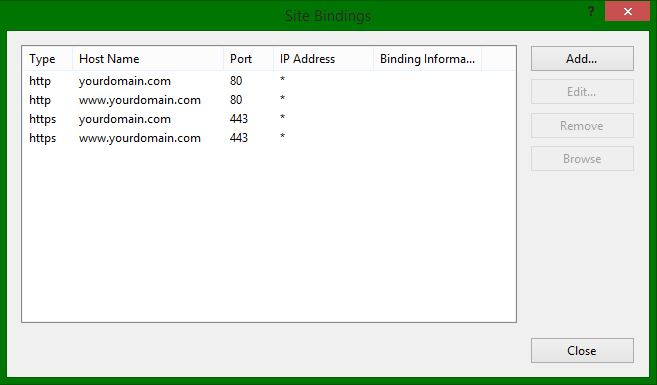 Site Bindings
? ×
Type Host Name Port IP Address Binding Informa...
http yourdomain.com 80 *
http www.yourdomain.com 80 *
https yourdomain.com 443 *
https www.yourdomain.com 443 *
Add...
Edit...
Remove
Browse
Close